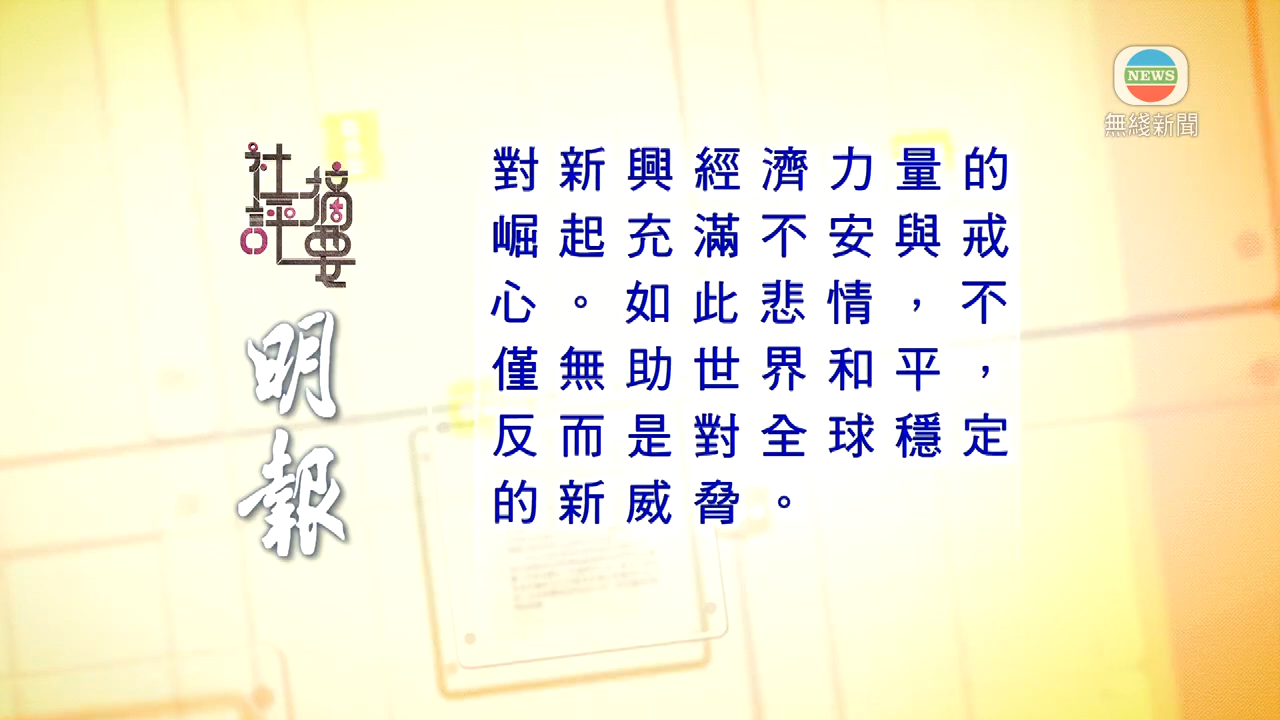 NEWS
無綫新聞
社評
摘要
明報
對新興經濟力量的
崛起充滿不安與戒
心。如此悲情，不
僅無助世界和平，
反而是對全球穩定
的新威脅。